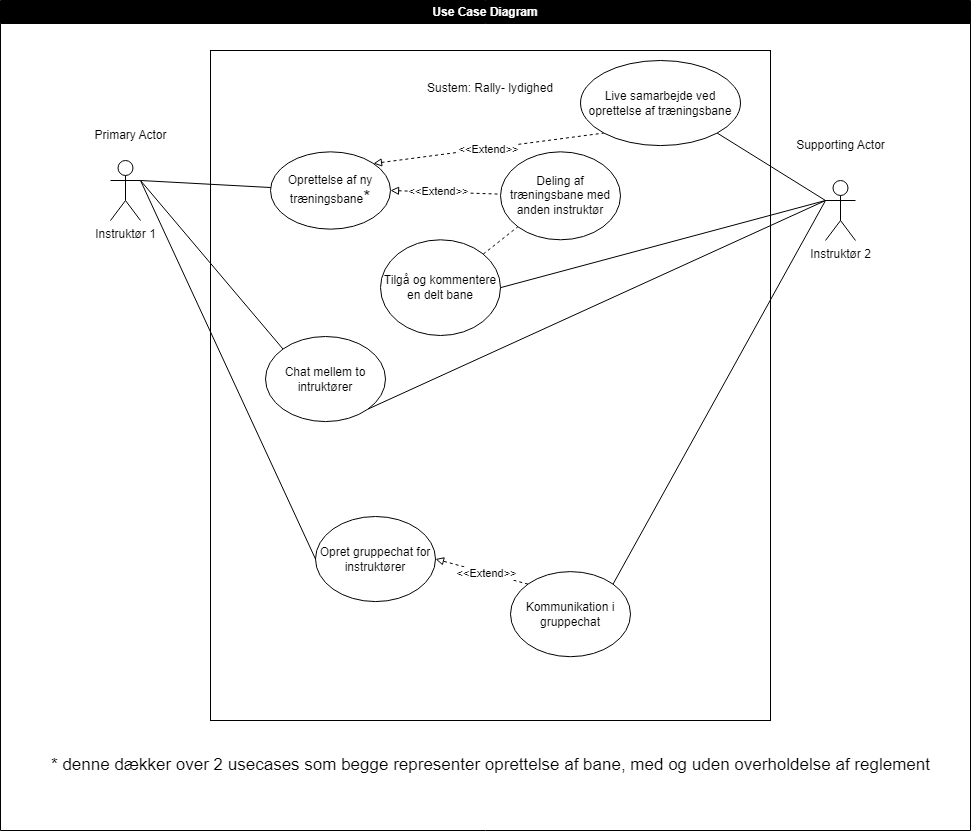 Use Case Diagram
Sustem: Rally- lydighed
Live samarbejde ved
oprettelse af træningsbane
Primary Actor
Supporting Actor
<<Extend>>
Oprettelse af ny
træningsbane*
<<Extend>>
Deling af
træningsbane med
anden instruktør
Instruktør 1
Instruktør 2
Tilgå og kommentere
en delt bane
Chat mellem to
intruktører
Opret gruppechat for
instruktører
<<Extend>>
Kommunikation i
gruppechat
* denne dækker over 2 usecases som begge representer oprettelse af bane, med og uden overholdelse af reglement